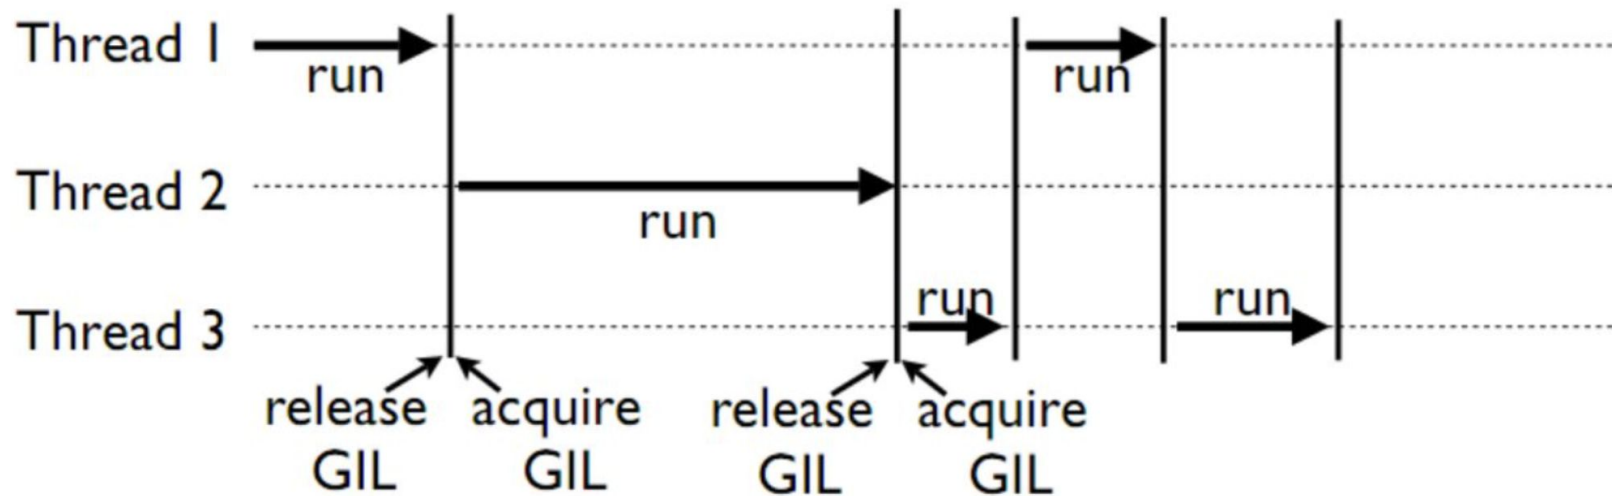 Thread 1
run
run
Thread 2
run
run
run
Thread 3
release acquire release acquire
GIL GIL GIL GIL